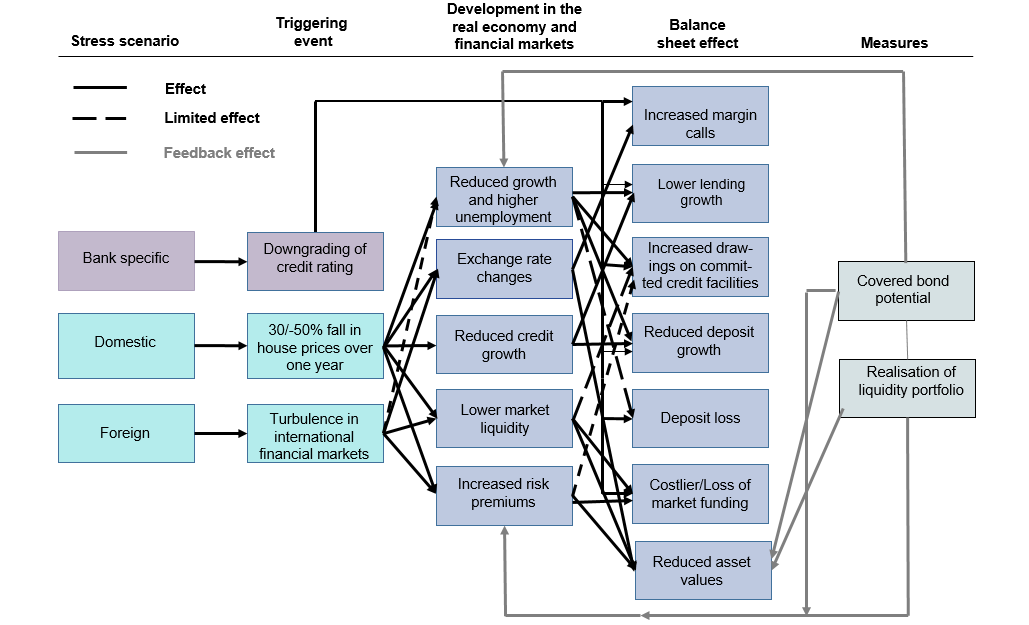 Stress scenario
Triggering
event
Development in the
real economy and
financial markets
Balance
sheet effect
Measures
Effect
Limited effect
Feedback effect
Bank specific
Domestic
Foreign
Downgrading of
credit rating
30/-50% fall in
house prices over
one year
Turbulence in
international
financial markets
Reduced growth
and higher
unemployment
Exchange rate
changes
Reduced credit
growth
Lower market
liquidity
Increased risk
premiums
Increased margin
calls
Lower lending
growth
Increased draw-
ings on commit-
ted credit facilities
Reduced deposit
growth
Deposit loss
Costlier/Loss of
market funding
Reduced asset
values
Covered bond
potential
Realisation of
liquidity portfolio